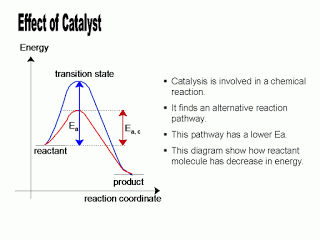 Effect of Catalyst
Energy
transition state
Ea
Ea, c
reactant
product
reaction coordinate
▪ Catalysis is involved in a chemical
reaction.
▪ It finds an alternative reaction
pathway.
▪ This pathway has a lower Ea.
▪ This diagram show how reactant
molecule has decrease in energy.